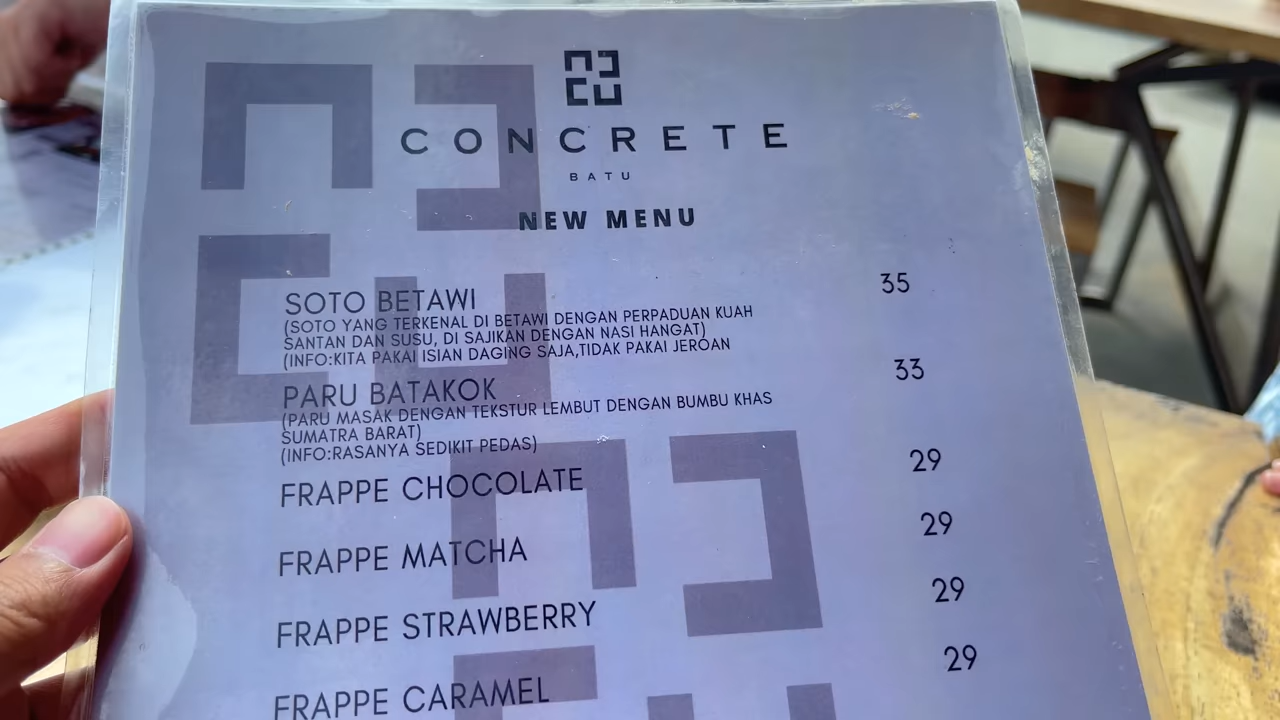 CONCRETE
BATU
NEW MENU
SOTO BETAWI 35
(SOTO YANG TERKENAL DI BETAWI DENGAN PERPADUAN KUAH
SANTAN DAN SUSU, DI SAJIKAN DENGAN NASI HANGAT)
(INFO:KITA PAKAI ISIAN DAGING SAJA,TIDAK PAKAI JEROAN
PARU BATAKOK 33
(PARU MASAK DENGAN TEKSTUR LEMBUT DENGAN BUMBU KHAS
SUMATRA BARAT)
(INFO:RASANYA SEDIKIT PEDAS)
FRAPPE CHOCOLATE 29
FRAPPE MATCHA 29
FRAPPE STRAWBERRY 29
FRAPPE CARAMEL 29